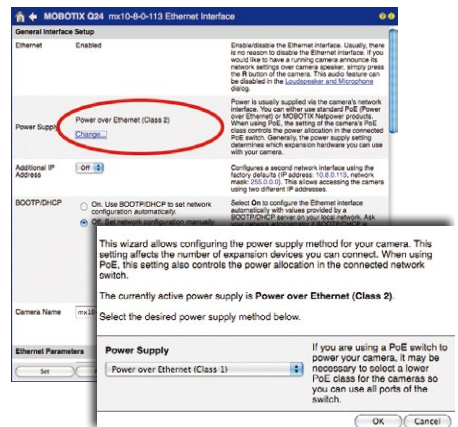 MOBOTIX Q24 mx10-8-0-113 Ethernet Interface
General Interface Setup
Ethernet
Enabled
Enable/disable the Ethernet interface. Usually, there
is no reason to disable the Ethernet interface. If you
would like to have a running camera announce its
network settings over camera speaker, simply press
the R button of the camera. This audio feature can
be disabled in the Loudspeaker and Microphone
dialog.
Power Supply
Power over Ethernet (Class 2)
Change...
Power is usually supplied via the camera's network
interface. You can either use standard PoE (Power
over Ethernet) or MOBOTIX Netpower products.
When using PoE, the setting of the camera's PoE
class controls the power allocation in the connected
PoE switch. Generally, the power supply setting
determines which expansion hardware you can use
with your camera.
Additional IP
Address
Off
Configures a second network interface using the
factory defaults (IP address: 10.8.0.113, network
mask: 255.0.0.0). This allows accessing the camera
using two different IP addresses.
BOOTP/DHCP
On. Use BOOTP/DHCP to set network
configuration automatically.
Off. Set network configuration manually.
Select On to configure the Ethernet interface
automatically with values provided by a
BOOTP/DHCP server on your local network. Ask
Camera Name
mx10
Ethernet Parameters
Set
This wizard allows configuring the power supply method for your camera. This
setting affects the number of expansion devices you can connect. When using
PoE, this setting also controls the power allocation in the connected network
switch.
The currently active power supply is Power over Ethernet (Class 2).
Select the desired power supply method below.
Power Supply
Power over Ethernet (Class 1)
If you are using a PoE switch to
power your camera, it may be
necessary to select a lower
PoE class for the cameras so
you can use all ports of the
switch.
OK
Cancel